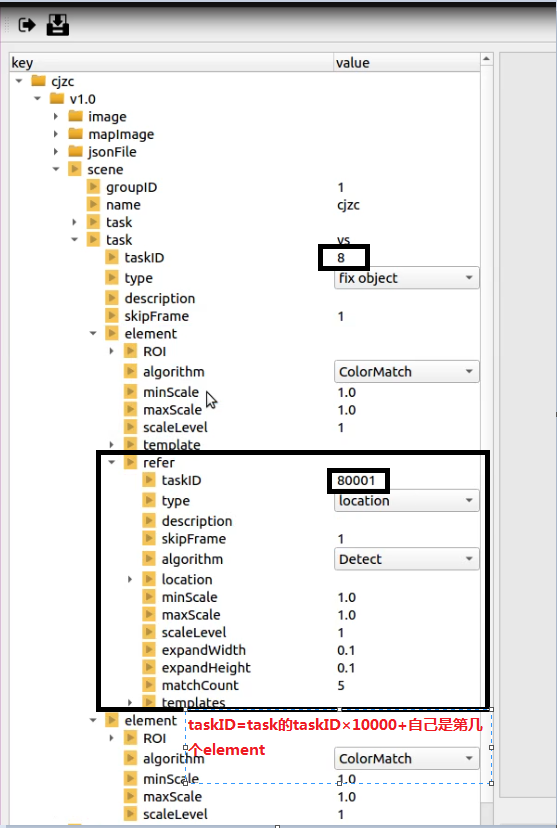 key value
cjzc
v1.0
image
mapImage
jsonFile
scene
groupID 1
name cjzc
task
task vs
taskID 8
type fix object
description
skipFrame 1
element
ROI
algorithm ColorMatch
minScale 1.0
maxScale 1.0
scaleLevel 1
template
refer
taskID 80001
type location
description
skipFrame 1
algorithm Detect
location
minScale 1.0
maxScale 1.0
scaleLevel 1
expandWidth 0.1
expandHeight 0.1
matchCount 5
templates
element
taskID=task的taskID×10000+自己是第几
个element
ROI
algorithm ColorMatch
minScale 1.0
maxScale 1.0
scaleLevel 1